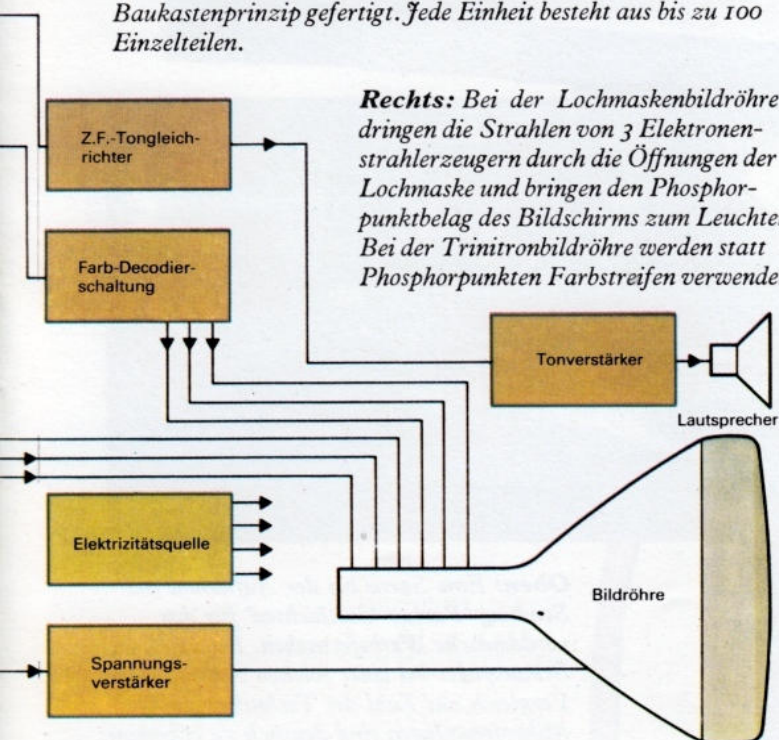 Baukastenprinzip gefertigt. Jede Einheit besteht aus bis zu 100
Einzelteilen.
Rechts: Bei der Lochmaskenbildröhre
dringen die Strahlen von 3 Elektronen-
strahlerzeugern durch die Öffnungen der
Lochmaske und bringen den Phosphor-
punktbelag des Bildschirms zum Leuchte
Bei der Trinitronbildröhre werden statt
Phosphorpunkten Farbstreifen verwende
Z.F.-Tongleich-
richter
Farb-Decodier-
schaltung
Tonverstärker
Lautsprecher
Elektrizitätsquelle
Bildröhre
Spannungs-
verstärker